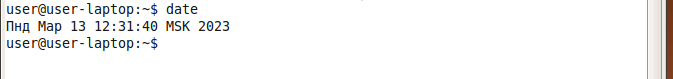 user@user-laptop:~$ date
Пнд Мар 13 12:31:40 MSK 2023
user@user-laptop:~$